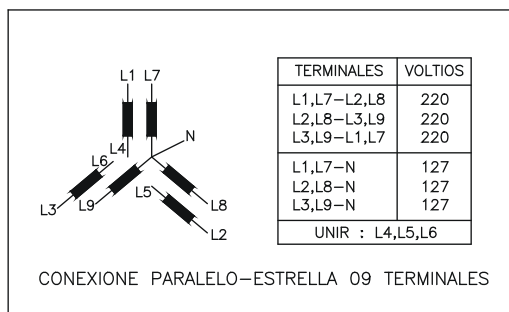 L1 L7
N
L4
L6
L5
L3 L9 L8
L2
TERMINALES VOLTIOS
L1,L7-L2,L8 220
L2,L8-L3,L9 220
L3,L9-L1,L7 220
L1,L7-N 127
L2,L8-N 127
L3,L9-N 127
UNIR : L4,L5,L6
CONEXIONE PARALELO-ESTRELLA 09 TERMINALES